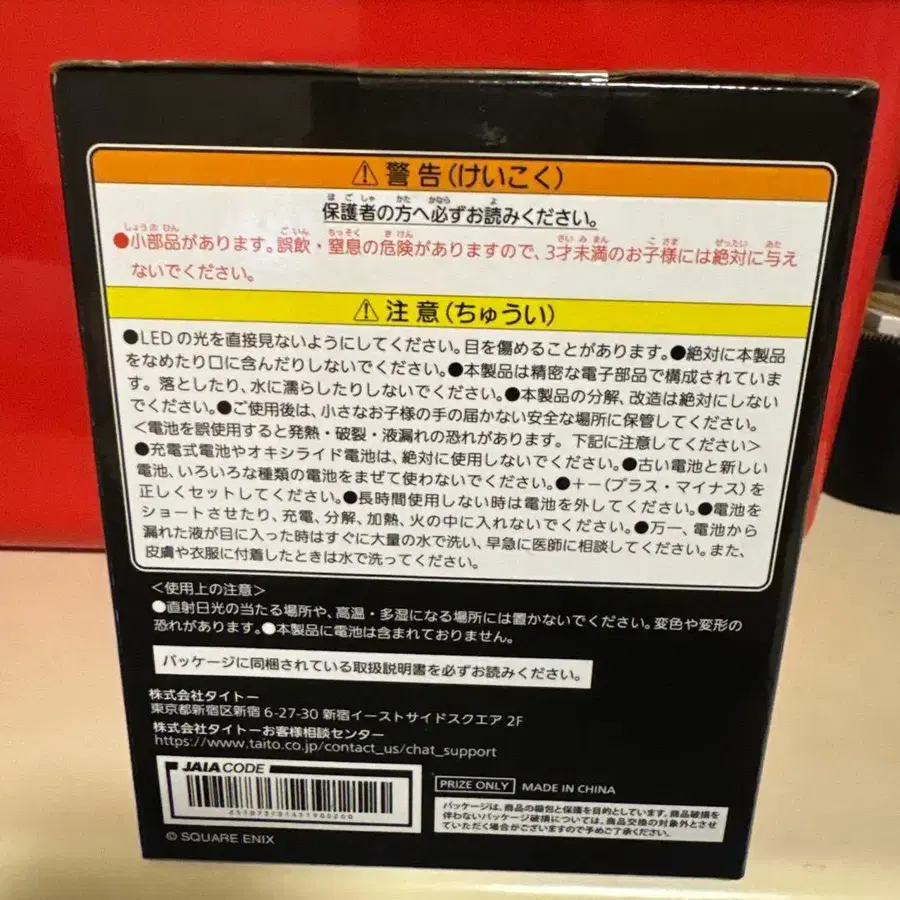 ⚠警告(けいこく)
保護者の方へ必ずお読みください。
●小部品があります。誤飲・窒息の危険がありますので、3才未満のお子様には絶対に与え
ないでください。
⚠注意(ちゅうい)
●LEDの光を直接見ないようにしてください。目を傷めることがあります。●絶対に本製品
をなめたり口に含んだりしないでください。●本製品は精密な電子部品で構成されていま
す。落としたり、水に濡らしたりしないでください。●本製品の分解、改造は絶対にしない
でください。●ご使用後は、小さなお子様の手の届かない安全な場所に保管してください。
<電池を誤使用すると発熱・破裂・液漏れの恐れがあります。下記に注意してください>
●充電式電池やオキシライド電池は、絶対に使用しないでください。●古い電池と新しい
電池、いろいろな種類の電池をまぜて使わないでください。●+-(プラス・マイナス)を
正しくセットしてください。●長時間使用しない時は電池を外してください。●電池を
ショートさせたり、充電、分解、加熱、火の中に入れないでください。●万一、電池から
漏れた液が目に入った時はすぐに大量の水で洗い、早急に医師に相談してください。また、
皮膚や衣服に付着したときは水で洗ってください。
<使用上の注意>
●直射日光の当たる場所や、高温・多湿になる場所には置かないでください。変色や変形の
恐れがあります。●本製品に電池は含まれておりません。
パッケージに同梱されている取扱説明書を必ずお読みください。
株式会社タイトー
東京都新宿区新宿6-27-30 新宿イーストサイドスクエア 2F
株式会社タイトーお客様相談センター
https://www.taito.co.jp/contact_us/chat_support
JAIA CODE
PRIZE ONLY MADE IN CHINA
パッケージは、商品の梱包と保護を目的としています。商品破損を
伴わないパッケージ破損については、商品交換の対象外とさせ
ていただく場合がございますので予めご了承ください。
© SQUARE ENIX